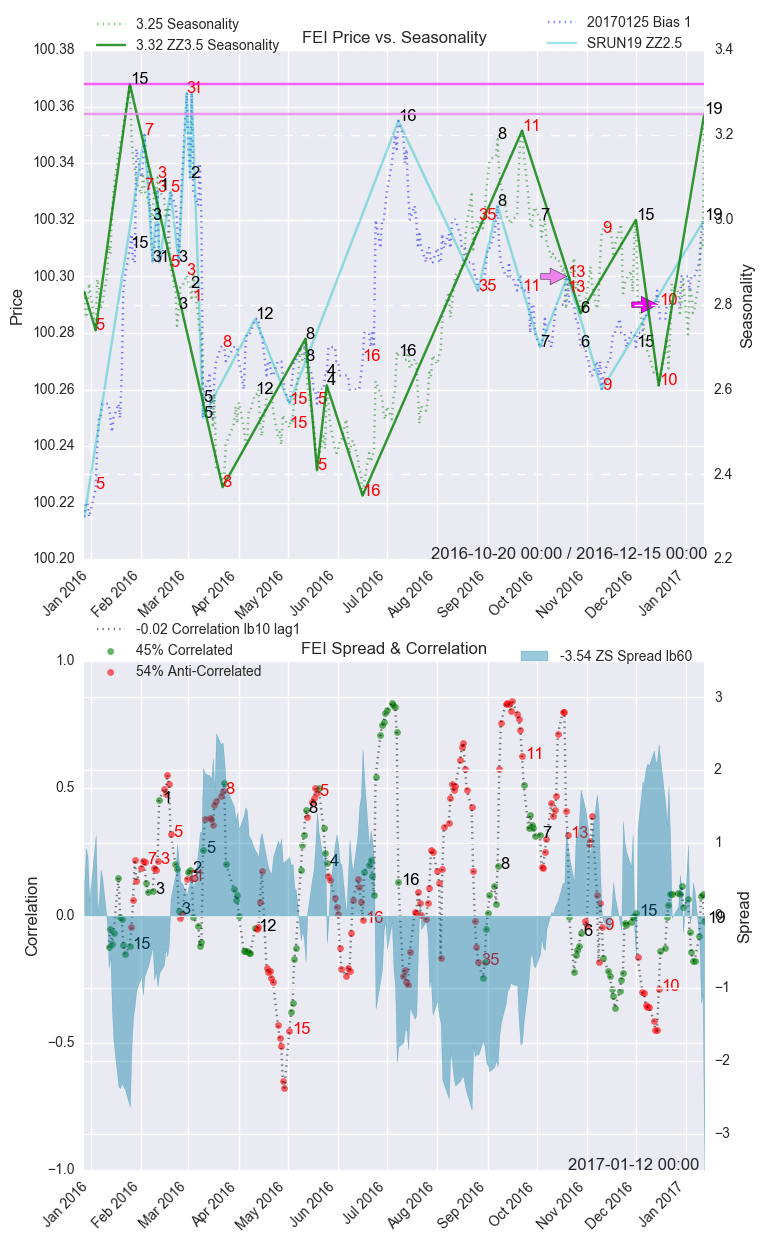 3.25 Seasonality
3.32 ZZ3.5 Seasonality
FEI Price vs. Seasonality
20170125 Bias 1
SRUN19 ZZ2.5
100.38
100.36
100.34
100.32
100.30
100.28
100.26
100.24
100.22
100.20
Price
3.4
3.2
3.0
2.8
2.6
2.4
2.2
Seasonality
2016-10-20 00:00 / 2016-12-15 00:00
Jan 2016
Feb 2016
Mar 2016
Apr 2016
May 2016
Jun 2016
Jul 2016
Aug 2016
Sep 2016
Oct 2016
Nov 2016
Dec 2016
Jan 2017
-0.02 Correlation lb10 lag1
45% Correlated
54% Anti-Correlated
FEI Spread & Correlation
-3.54 ZS Spread lb60
1.0
0.5
0.0
−0.5
−1.0
Correlation
3
2
1
0
−1
−2
−3
Spread
2017-01-12 00:00
Jan 2016
Feb 2016
Mar 2016
Apr 2016
May 2016
Jun 2016
Jul 2016
Aug 2016
Sep 2016
Oct 2016
Nov 2016
Dec 2016
Jan 2017